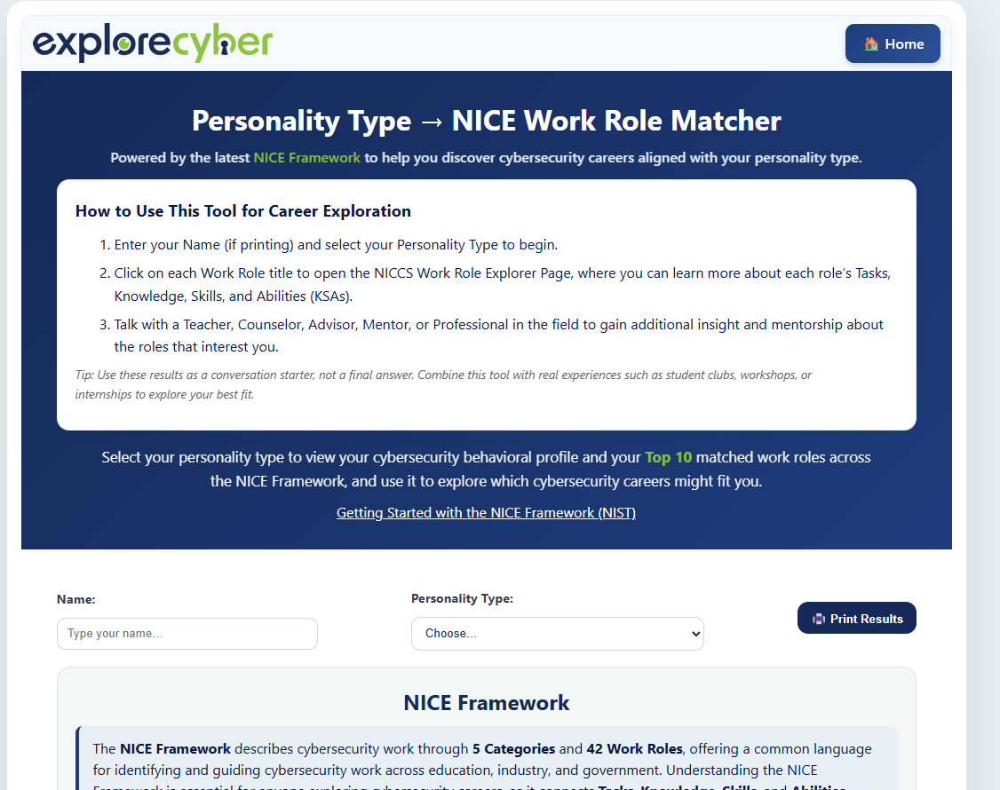 explorecyber
Home
Personality Type → NICE Work Role Matcher
Powered by the latest NICE Framework to help you discover cybersecurity careers aligned with your personality type.
How to Use This Tool for Career Exploration
1. Enter your Name (if printing) and select your Personality Type to begin.
2. Click on each Work Role title to open the NICCS Work Role Explorer Page, where you can learn more about each role's Tasks,
Knowledge, Skills, and Abilities (KSAs).
3. Talk with a Teacher, Counselor, Advisor, Mentor, or Professional in the field to gain additional insight and mentorship about
the roles that interest you.
Tip: Use these results as a conversation starter, not a final answer. Combine this tool with real experiences such as student clubs, workshops, or
internships to explore your best fit.
Select your personality type to view your cybersecurity behavioral profile and your Top 10 matched work roles across
the NICE Framework, and use it to explore which cybersecurity careers might fit you.
Getting Started with the NICE Framework (NIST)
Name:
Personality Type:
Type your name...
Choose...
Print Results
NICE Framework
The NICE Framework describes cybersecurity work through 5 Categories and 42 Work Roles, offering a common language
for identifying and guiding cybersecurity work across education, industry, and government. Understanding the NICE
Framework is essential for anyone exploring cybersecurity careers, as it connects Tasks, Knowledge, Skills, and Abilities